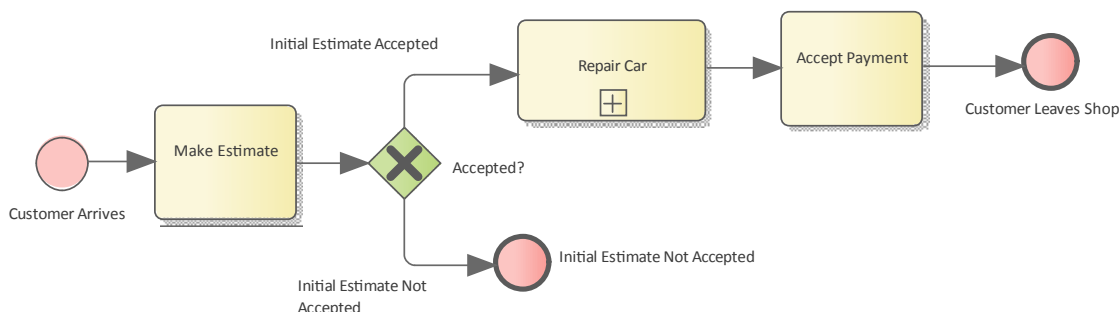 Initial Estimate Accepted
Repair Car
Accept Payment
Customer Leaves Shop
Make Estimate
Accepted?
Customer Arrives
Initial Estimate Not Accepted
Initial Estimate Not
Accepted